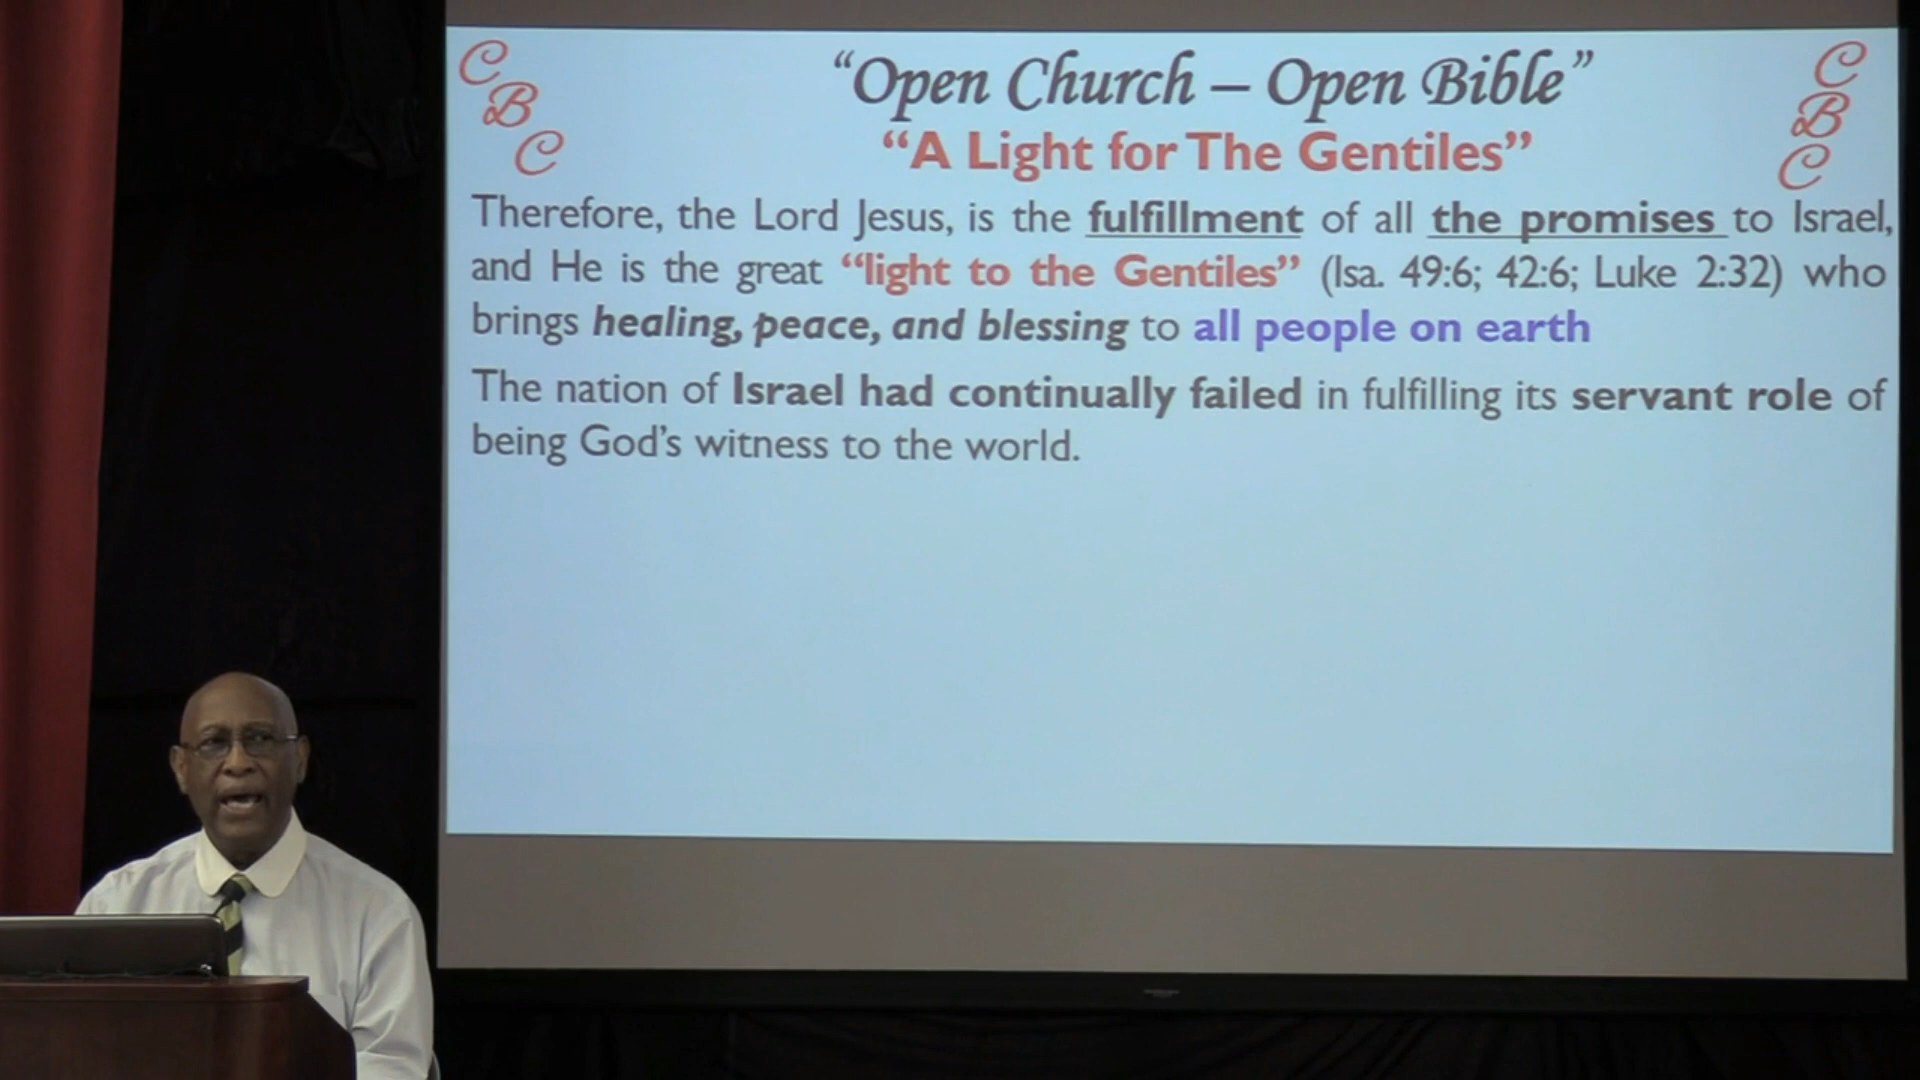 C
B
C
“Open Church – Open Bible”
C
B
C
“A Light for The Gentiles”
Therefore, the Lord Jesus, is the fulfillment of all the promises to Israel,
and He is the great “light to the Gentiles” (Isa. 49:6; 42:6; Luke 2:32) who
brings healing, peace, and blessing to all people on earth
The nation of Israel had continually failed in fulfilling its servant role of
being God’s witness to the world.